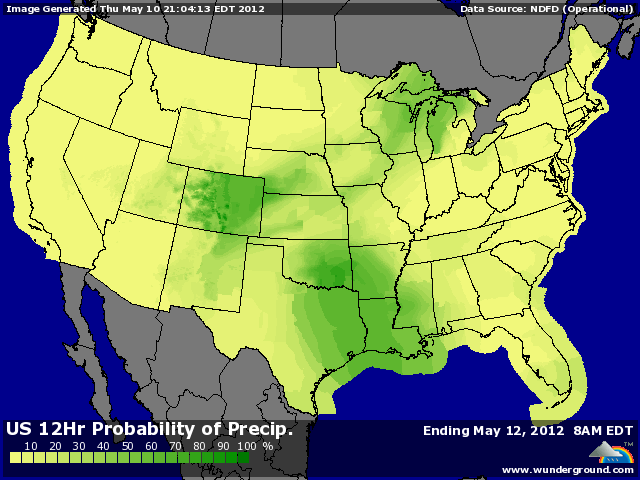 Image Generated Thu May 10 21:04:13 EDT 2012 Data Source: NDFD (Operational)
US 12Hr Probability of Precip. Ending May 12, 2012 8AM EDT
10 20 30 40 50 60 70 80 90 100 %
www.wunderground.com